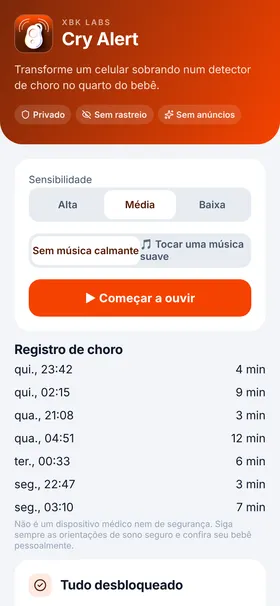 XBK LABS
Cry Alert
Transforme um celular sobrando num detector
de choro no quarto do bebê.
Privado
Sem rastreio
Sem anúncios
Sensibilidade
Alta
Média
Baixa
Sem música calmante
🎵 Tocar uma música
suave
▶ Começar a ouvir
Registro de choro
qui., 23:42 4 min
qui., 02:15 9 min
qua., 21:08 3 min
qua., 04:51 12 min
ter., 00:33 6 min
seg., 22:47 3 min
seg., 03:10 7 min
Não é um dispositivo médico nem de segurança. Siga
sempre as orientações de sono seguro e confira seu bebê
pessoalmente.
Tudo desbloqueado